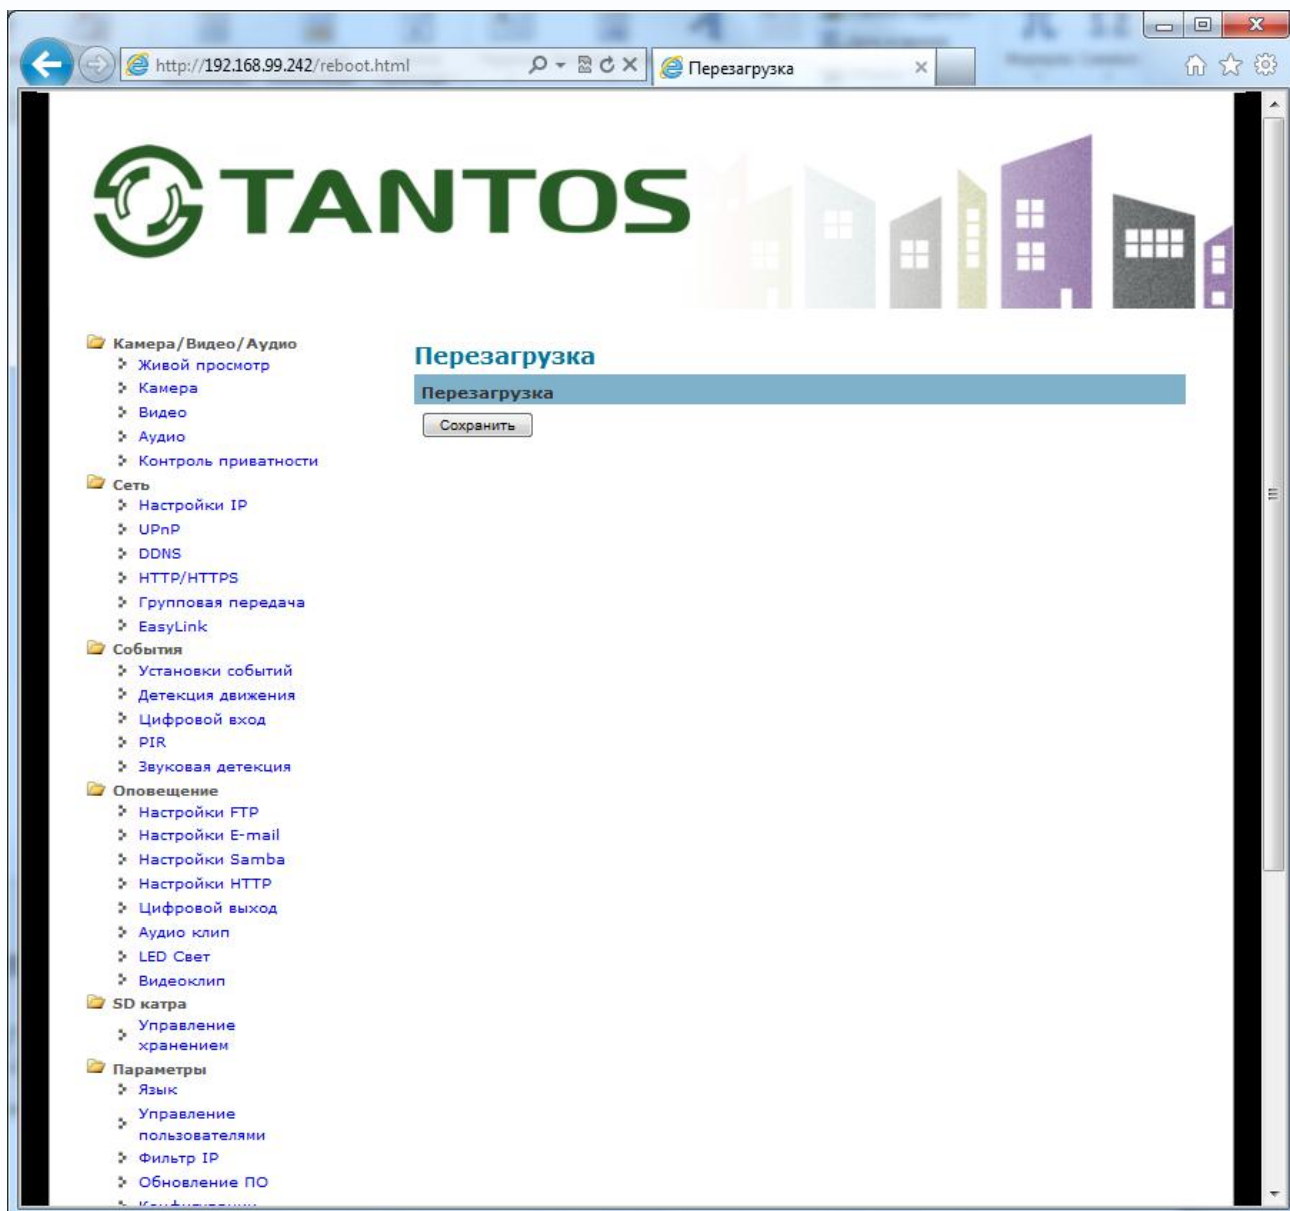 http://192.168.99.242/reboot.html
Перезагрузка
TANTOS
Камера/Видео/Аудио
Живой просмотр
Камера
Видео
Аудио
Контроль приватности
Сеть
Настройки IP
UPnP
DDNS
HTTP/HTTPS
Групповая передача
EasyLink
События
Установки событий
Детекция движения
Цифровой вход
PIR
Звуковая детекция
Оповещение
Настройки FTP
Настройки E-mail
Настройки Samba
Настройки HTTP
Цифровой выход
Аудио клип
LED Свет
Видеоклип
SD катра
Управление
хранением
Параметры
Язык
Управление
пользователями
Фильтр IP
Обновление ПО
Перезагрузка
Перезагрузка
Сохранить